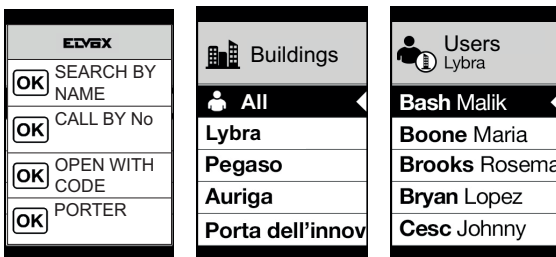 ELVOX
OK SEARCH BY
NAME
OK CALL BY No
OK OPEN WITH
CODE
OK PORTER
Buildings
All
Lybra
Pegaso
Auriga
Porta dell'innov
Users
Lybra
Bash Malik
Boone Maria
Brooks Rosema
Bryan Lopez
Cesc Johnny